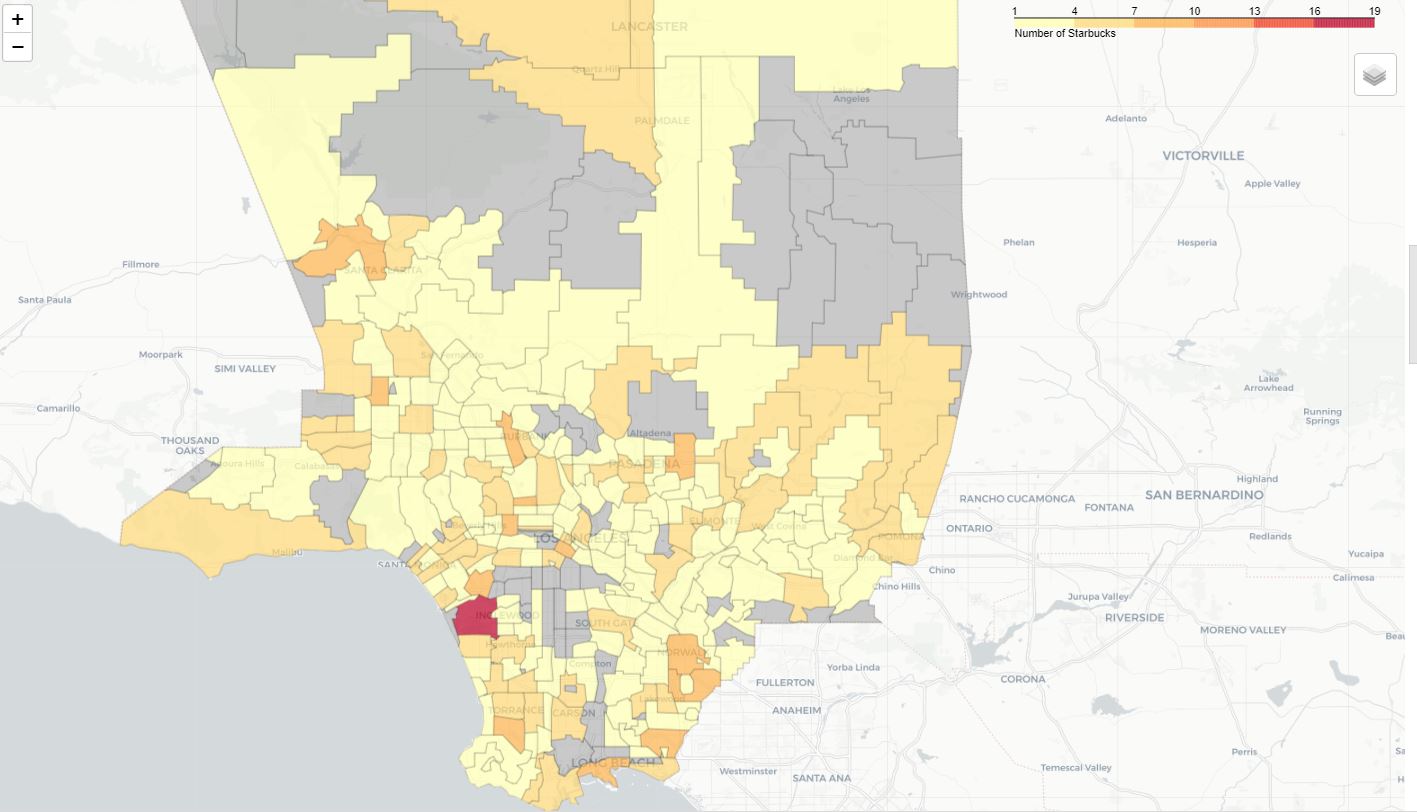 +
−
1 4 7 10 13 16 19
Number of Starbucks
LANCASTER
Quartz Hill
Lake Los
Angeles
PALMDALE
Adelanto
VICTORVILLE
Apple Valley
Phelan
Hesperia
Fillmore
SANTA CLARITA
Santa Paula
Wrightwood
Moorpark
San Fernando
SIMI VALLEY
Lake
Arrowhead
Camarillo
Running
Springs
THOUSAND
OAKS
BURBANK
Altadena
Agoura Hills
Calabasas
PASADENA
Highland
RANCHO CUCAMONGA
SAN BERNARDINO
FONTANA
Beverly Hills
EL MONTE
West Covina
ONTARIO
LOS ANGELES
POMONA
Redlands
Malibu
Yucaipa
SANTA MONICA
Diamond Bar
Chino
Calimesa
Chino Hills
Jurupa Valley
INGLEWOOD
RIVERSIDE
SOUTH GATE
MORENO VALLEY
Hawthorne
NORWALK
Compton
Yorba Linda
FULLERTON
CORONA
Lakewood
TORRANCE
CARSON
ANAHEIM
Perris
LONG BEACH
Westminster
SANTA ANA
Temescal Valley